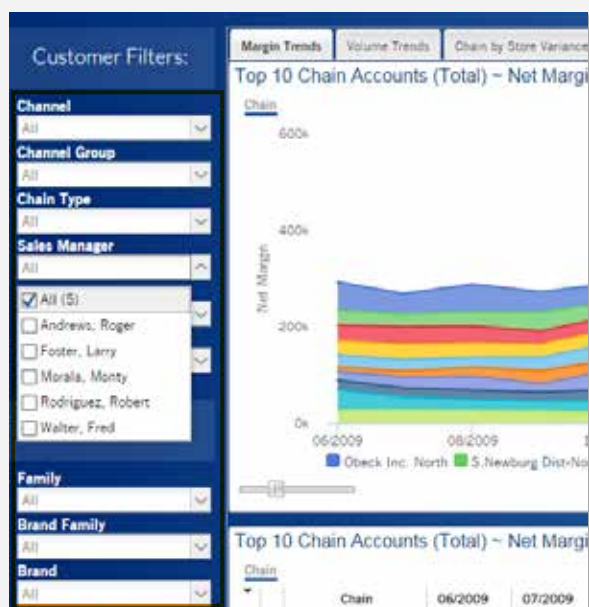 Customer Filters:
Channel
All
Channel Group
All
Chain Type
All
Sales Manager
All
All (5)
Andrews, Roger
Foster, Larry
Morala, Monty
Rodriguez, Robert
Walter, Fred
Family
All
Brand Family
All
Brand
All
Margin Trends
Volume Trends
Chain by Store Variance
Top 10 Chain Accounts (Total) ~ Net Margi
Chain
600k
400k
200k
0k
Net Margin
06/2009 08/2009 1
Obeck Inc. North S.Newburg Dist-No
Top 10 Chain Accounts (Total) ~ Net Margi
Chain
Chain 06/2009 07/2009